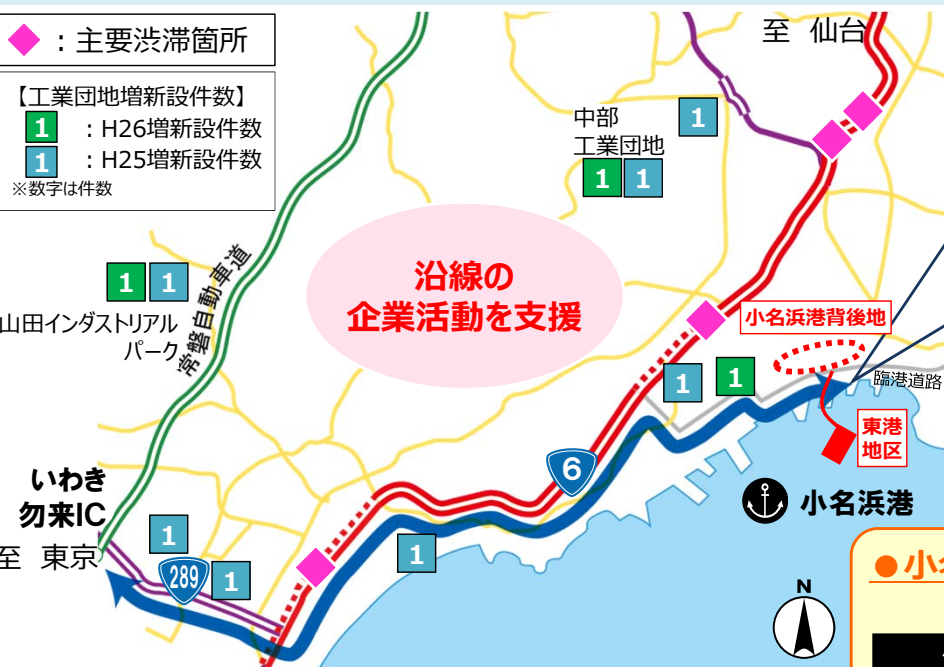 ：主要渋滞箇所
【工業団地増新設件数】
1 ：H26増新設件数
1 ：H25増新設件数
※数字は件数
至 仙台
中部
工業団地
1
1 1
沿線の
企業活動を支援
常磐自動車道
1 1
山田インダストリアル
パーク
小名浜港背後地
臨港道路
1 1
東港
地区
6
小名浜港
いわき
勿来IC
至 東京
1
289
1
1
N